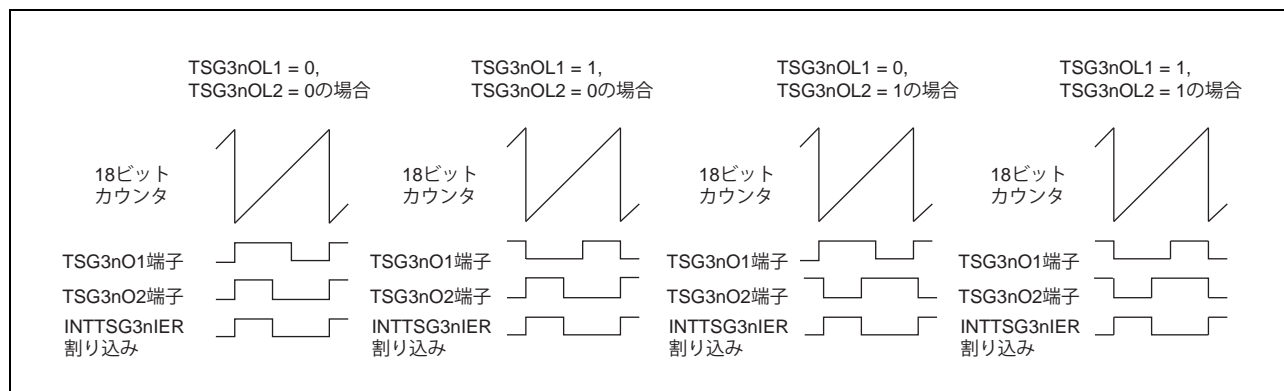 TSG3nOL1 = 0,
TSG3nOL2 = 0の場合
TSG3nOL1 = 1,
TSG3nOL2 = 0の場合
TSG3nOL1 = 0,
TSG3nOL2 = 1の場合
TSG3nOL1 = 1,
TSG3nOL2 = 1の場合
18ビット
カウンタ
18ビット
カウンタ
18ビット
カウンタ
18ビット
カウンタ
TSG3nO1端子
TSG3nO1端子
TSG3nO1端子
TSG3nO1端子
TSG3nO2端子
TSG3nO2端子
TSG3nO2端子
TSG3nO2端子
INTTSG3nIER
割り込み
INTTSG3nIER
割り込み
INTTSG3nIER
割り込み
INTTSG3nIER
割り込み